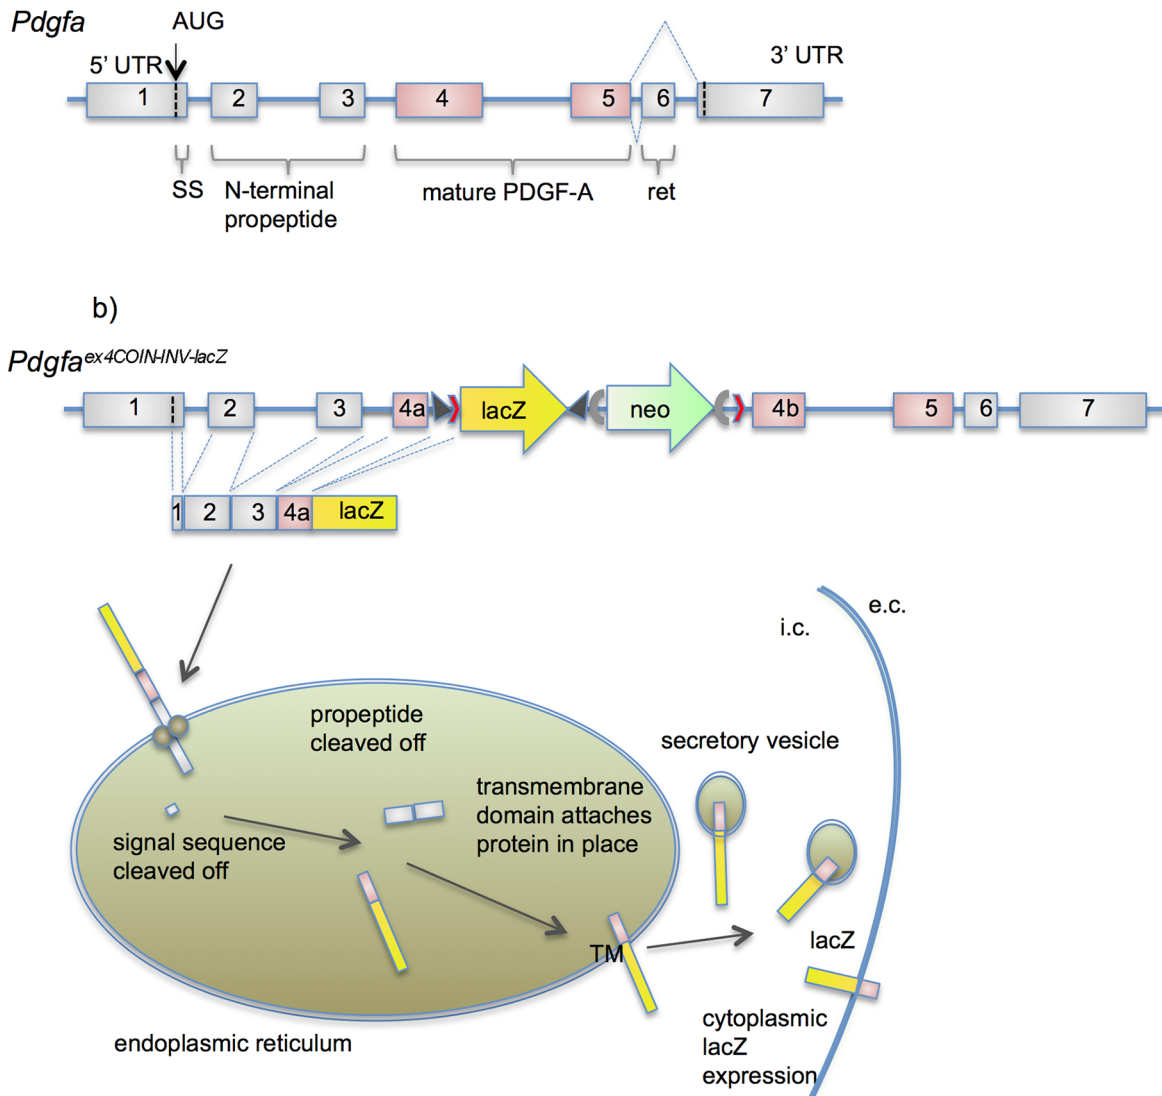 Pdgfa
AUG
5’ UTR
3’ UTR
1
2
3
4
5
6
7
SS
N-terminal
propeptide
mature PDGF-A
ret
b)
Pdgfa ex4COIN-INV-lacZ
1
2
3
4a
lacZ
neo
4b
5
6
7
1
2
3
4a
lacZ
e.c.
i.c.
propeptide
cleaved off
secretory vesicle
transmembrane
domain attaches
protein in place
signal sequence
cleaved off
TM
lacZ
cytoplasmic
lacZ
expression
endoplasmic reticulum